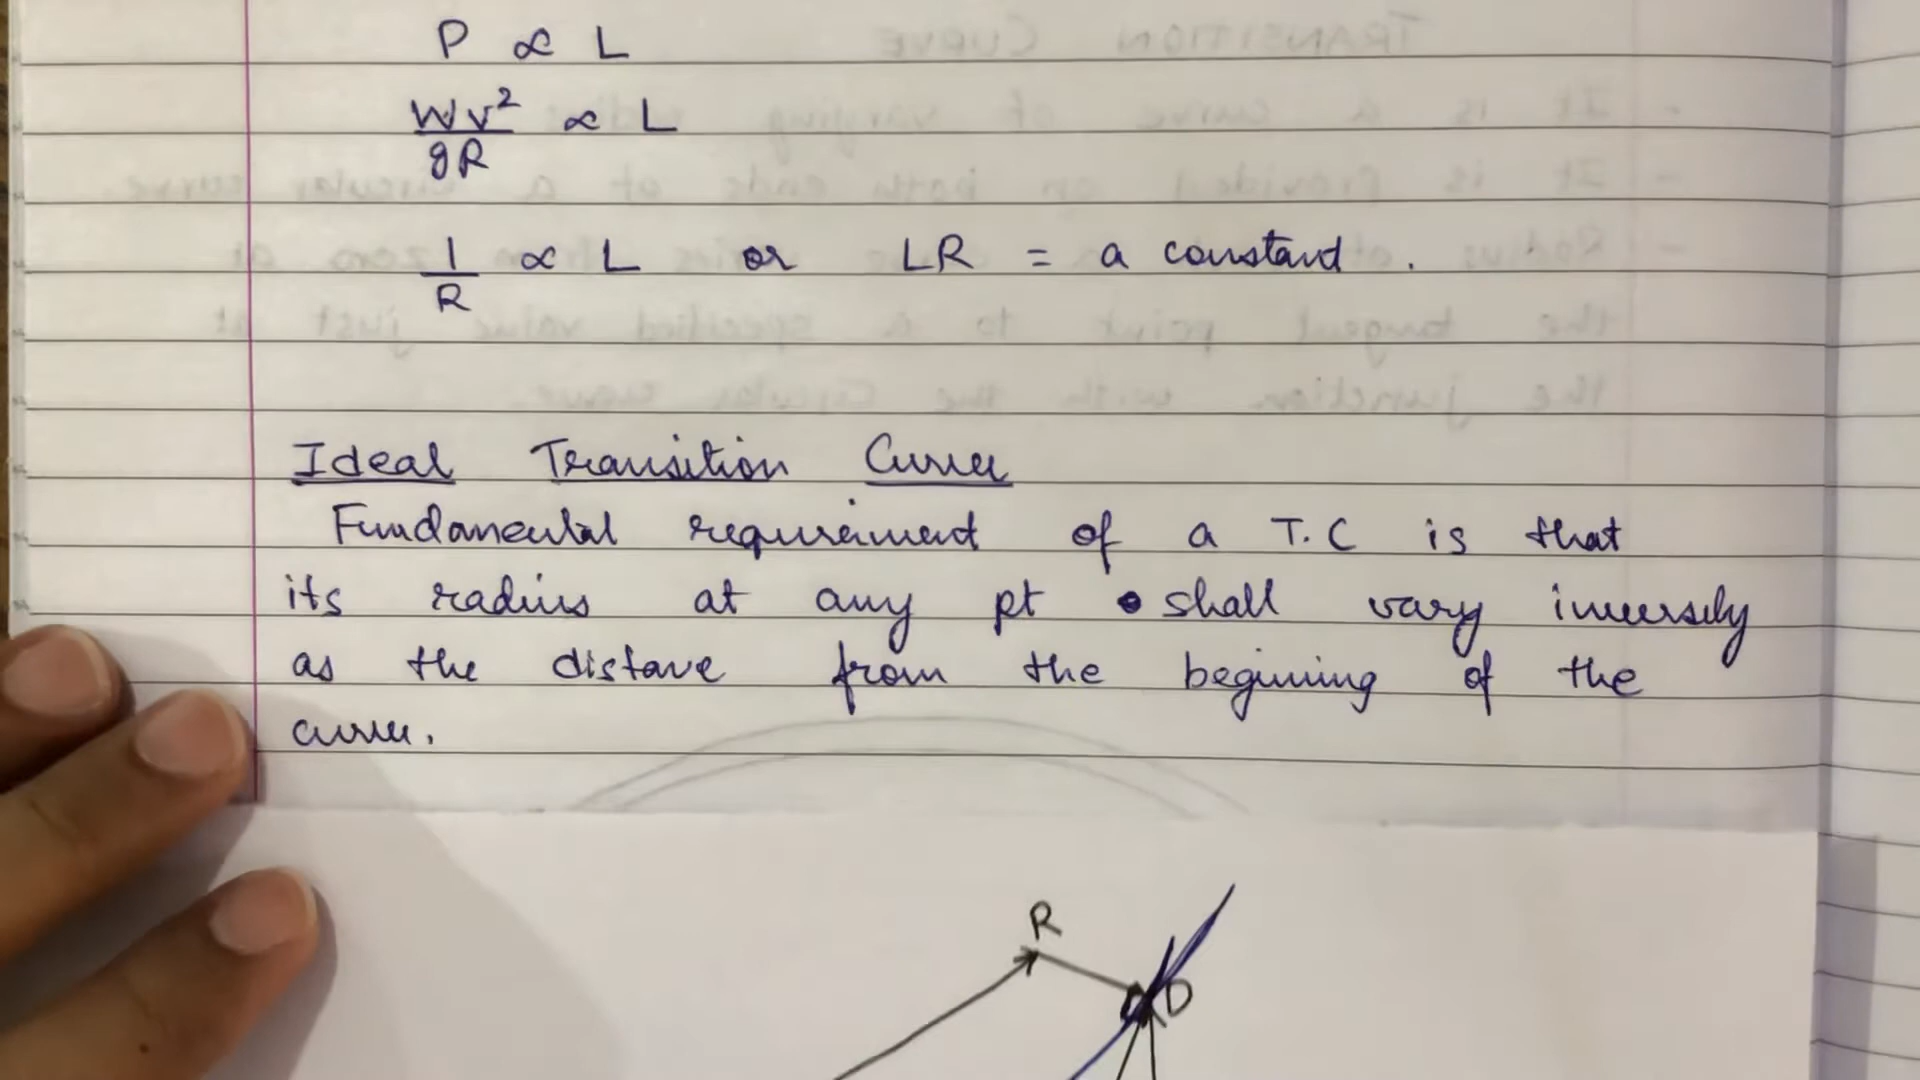 P ∝ L
Wv²/gR ∝ L
1/R ∝ L or LR = a constant.
Ideal Transition Curve
Fundamental requirement of a T.C is that
its radius at any pt shall vary inversely
as the distance from the begining of the
curve.
R
D